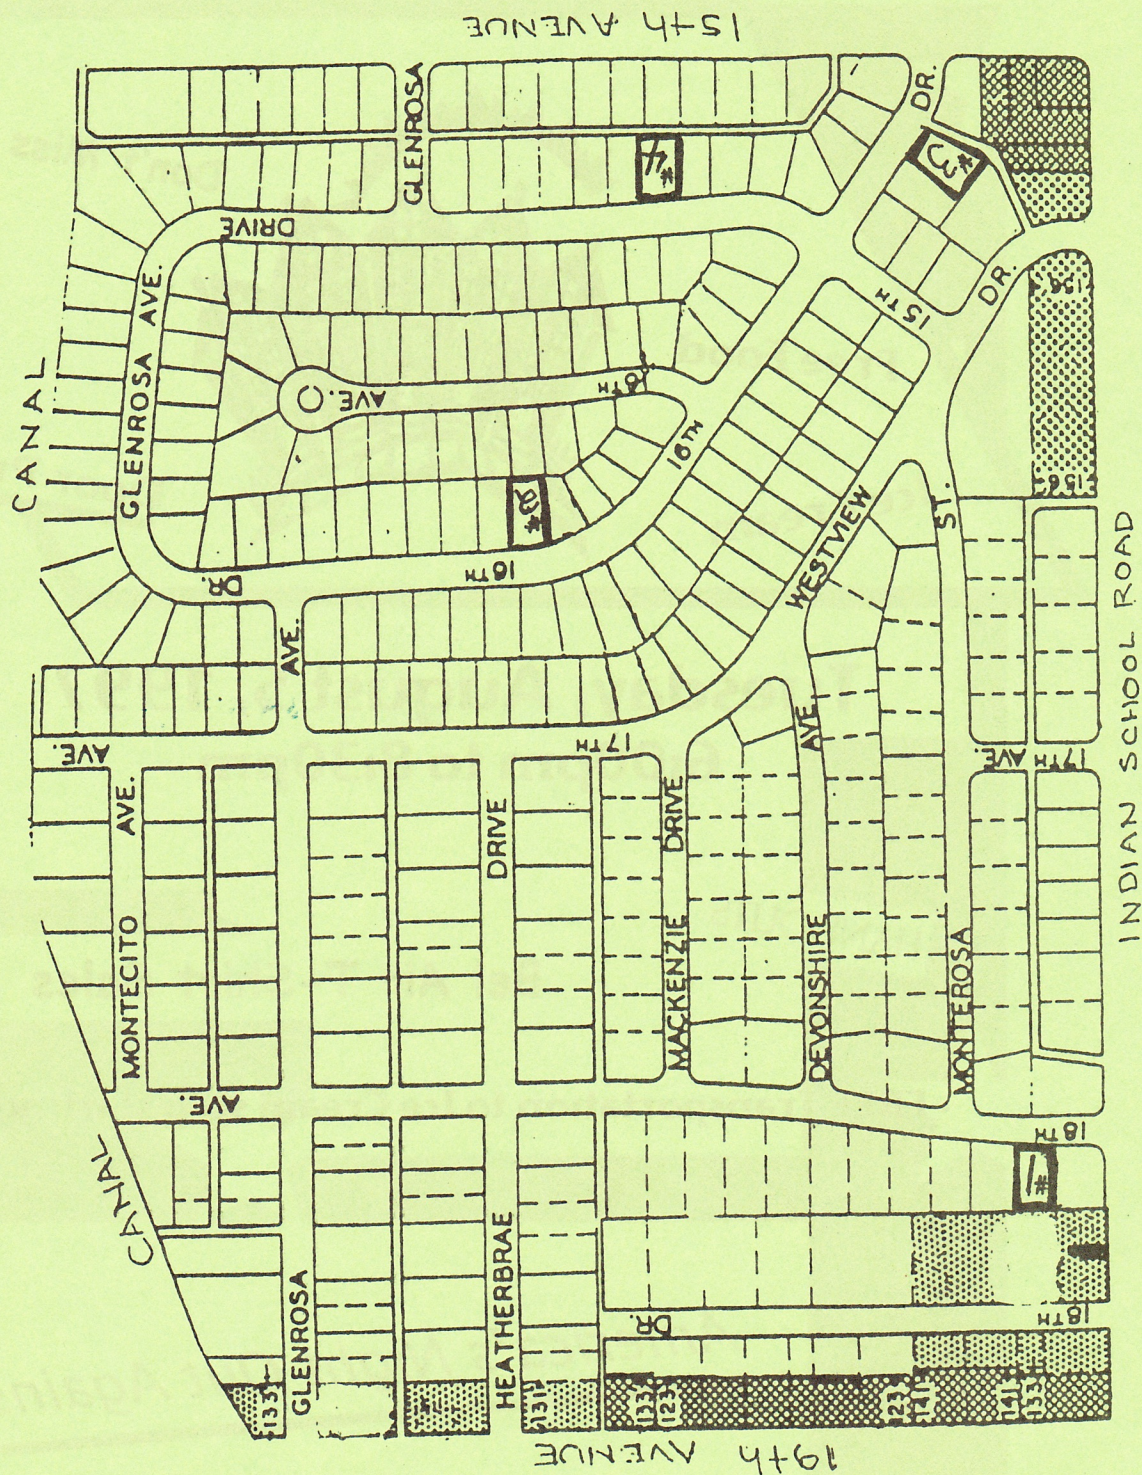 15th AVENUE
GLENROSA
DR.
*3
*4
DRIVE
GLENROSA AVE.
CANAL
15TH
DR.
156
156
AVE.
16TH
16TH
*2
16TH
DR.
WESTVIEW
ST.
INDIAN SCHOOL ROAD
AVE.
AVE.
17TH
AVE.
17TH
AVE.
AVE.
DRIVE
DRIVE
MONTECITO
MACKENZIE
DEVONSHIRE
MONTEROSA
AVE.
18TH
CANAL
*1
GLENROSA
HEATHERBRAE
DR.
18TH
133
131
133
123
123
141
141
133
19th AVENUE